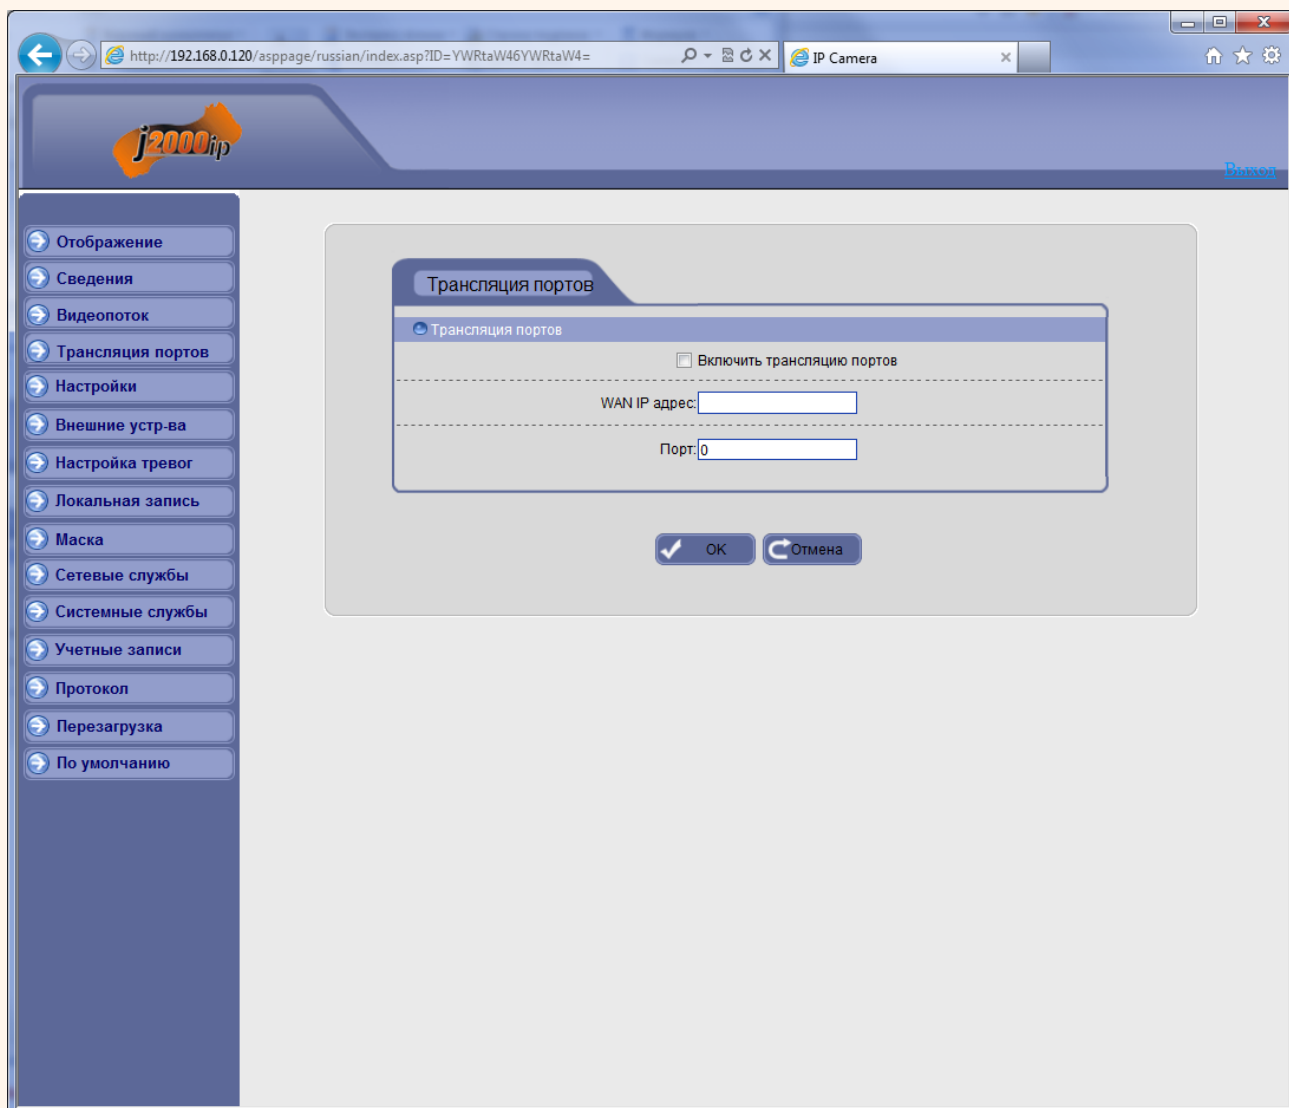 http://192.168.0.120/asppage/russian/index.asp?ID=YWRtaW46YWRtaW4=
IP Camera
j2000ip
Выход
Отображение
Сведения
Видеопоток
Трансляция портов
Настройки
Внешние устр-ва
Настройка тревог
Локальная запись
Маска
Сетевые службы
Системные службы
Учетные записи
Протокол
Перезагрузка
По умолчанию
Трансляция портов
Трансляция портов
Включить трансляцию портов
WAN IP адрес:
Порт: 0
OK
Отмена